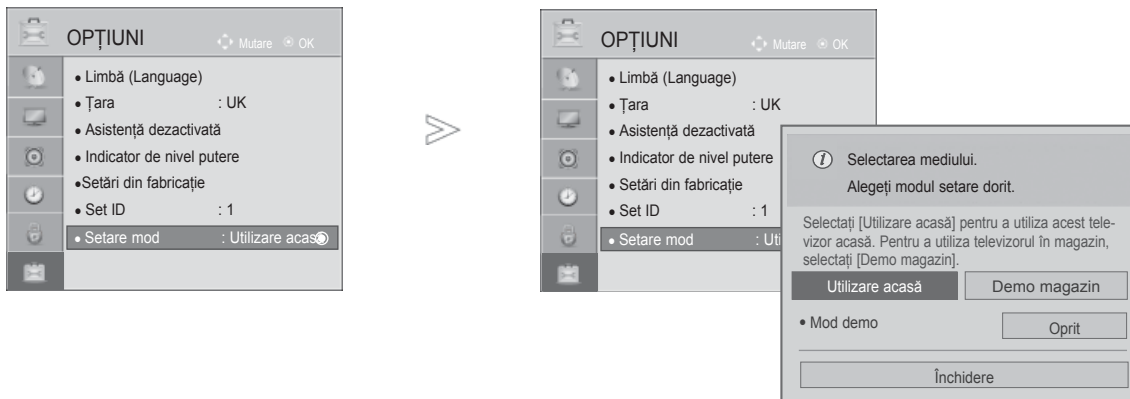 OPȚIUNI
Mutare OK
• Limbă (Language)
• Țara : UK
• Asistență dezactivată
• Indicator de nivel putere
•Setări din fabricație
• Set ID : 1
• Setare mod : Utilizare acasă
OPȚIUNI
Mutare OK
• Limbă (Language)
• Țara : UK
• Asistență dezactivată
• Indicator de nivel putere
• Setări din fabricație
• Set ID : 1
• Setare mod : Uti
Selectarea mediului.
Alegeți modul setare dorit.
Selectați [Utilizare acasă] pentru a utiliza acest tele-
vizor acasă. Pentru a utiliza televizorul în magazin,
selectați [Demo magazin].
Utilizare acasă
Demo magazin
• Mod demo
Oprit
Închidere